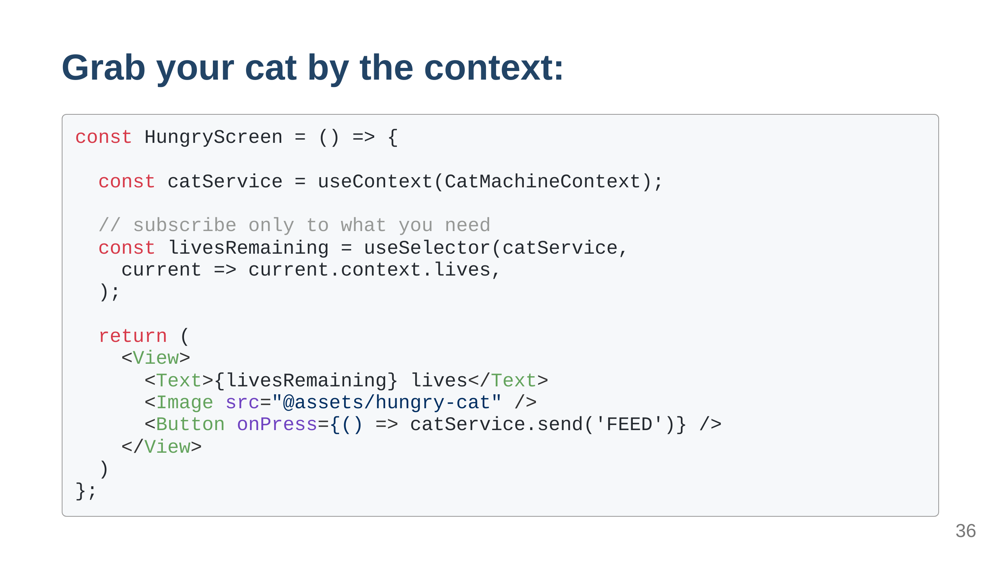 Grab your cat by the context:
const HungryScreen = () => {
  const catService = useContext(CatMachineContext);
  // subscribe only to what you need
  const livesRemaining = useSelector(catService,
    current => current.context.lives,
  );
  return (
    <View>
      <Text>{livesRemaining} lives</Text>
      <Image src="@assets/hungry-cat" />
      <Button onPress={() => catService.send('FEED')} />
    </View>
  )
};
36